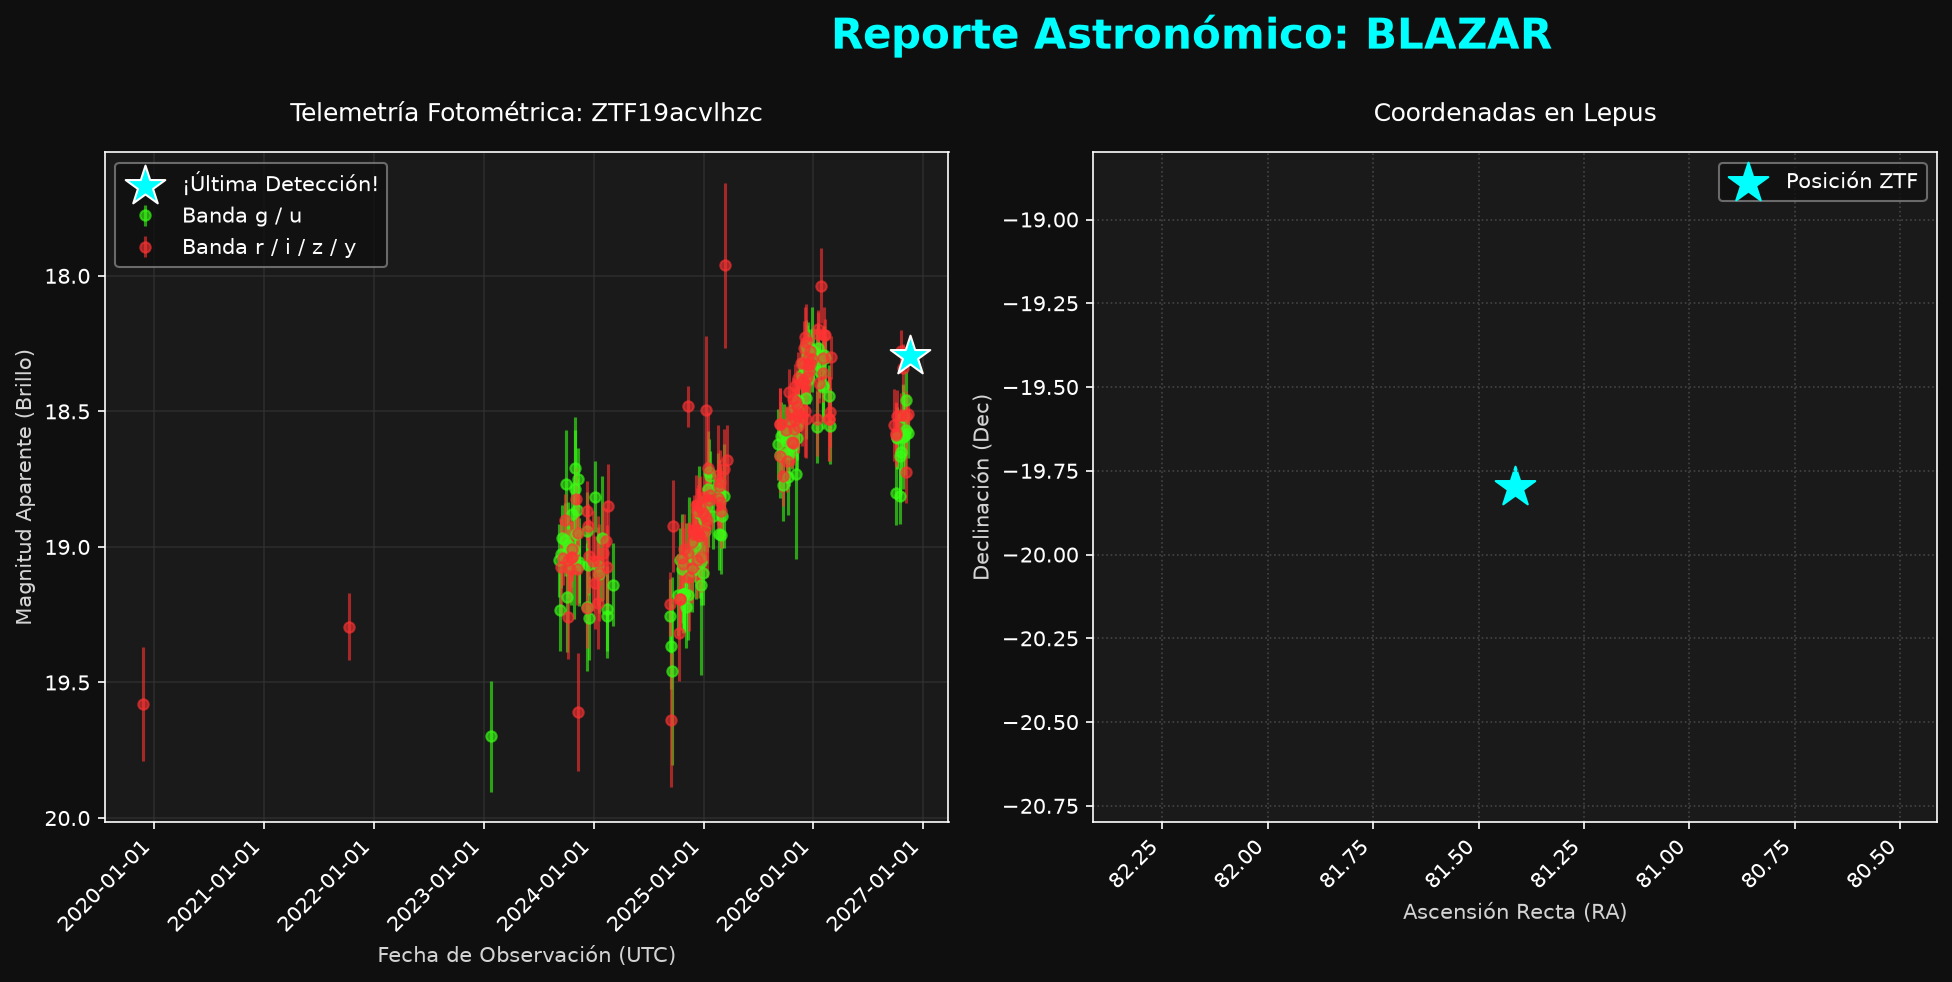 Reporte Astronómico: BLAZAR
Telemetría Fotométrica: ZTF19acvlhzc
¡Última Detección!
Banda g / u
Banda r / i / z / y
Magnitud Aparente (Brillo)
18.0
18.5
19.0
19.5
20.0
2020-01-01
2021-01-01
2022-01-01
2023-01-01
2024-01-01
2025-01-01
2026-01-01
2027-01-01
Fecha de Observación (UTC)
Coordenadas en Lepus
Posición ZTF
Declinación (Dec)
−19.00
−19.25
−19.50
−19.75
−20.00
−20.25
−20.50
−20.75
82.25
82.00
81.75
81.50
81.25
81.00
80.75
80.50
Ascensión Recta (RA)